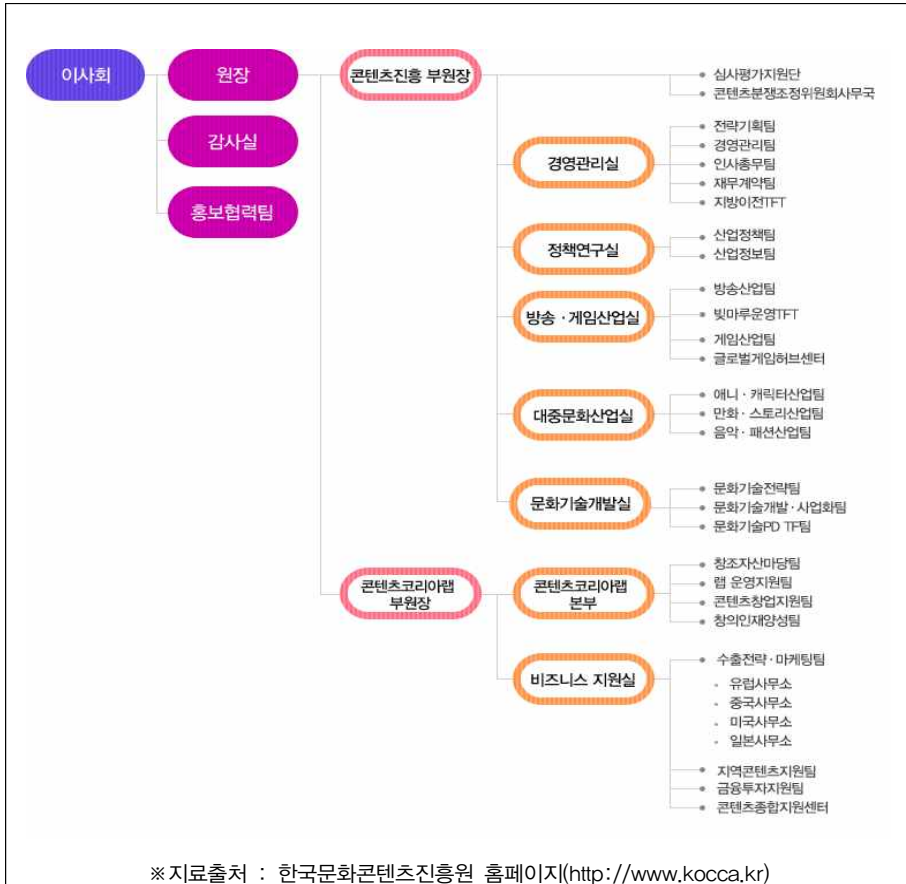 이사회
원장
감사실
홍보협력팀
콘텐츠진흥 부원장
심사평가지원단
콘텐츠분쟁조정위원회사무국
경영관리실
전략기획팀
경영관리팀
인사총무팀
재무계약팀
지방이전TFT
정책연구실
산업정책팀
산업정보팀
방송·게임산업실
방송산업팀
빛마루운영TFT
게임산업팀
글로벌게임허브센터
대중문화산업실
애니·캐릭터산업팀
만화·스토리산업팀
음악·패션산업팀
문화기술개발실
문화기술전략팀
문화기술개발·사업화팀
문화기술PD TF팀
콘텐츠코리아랩
부원장
콘텐츠코리아랩
본부
창조자산마당팀
랩 운영지원팀
콘텐츠창업지원팀
창의인재양성팀
비즈니스 지원실
수출전략·마케팅팀
- 유럽사무소
- 중국사무소
- 미국사무소
- 일본사무소
지역콘텐츠지원팀
금융투자지원팀
콘텐츠종합지원센터
※지료출처 : 한국문화콘텐츠진흥원 홈페이지(http://www.kocca.kr)